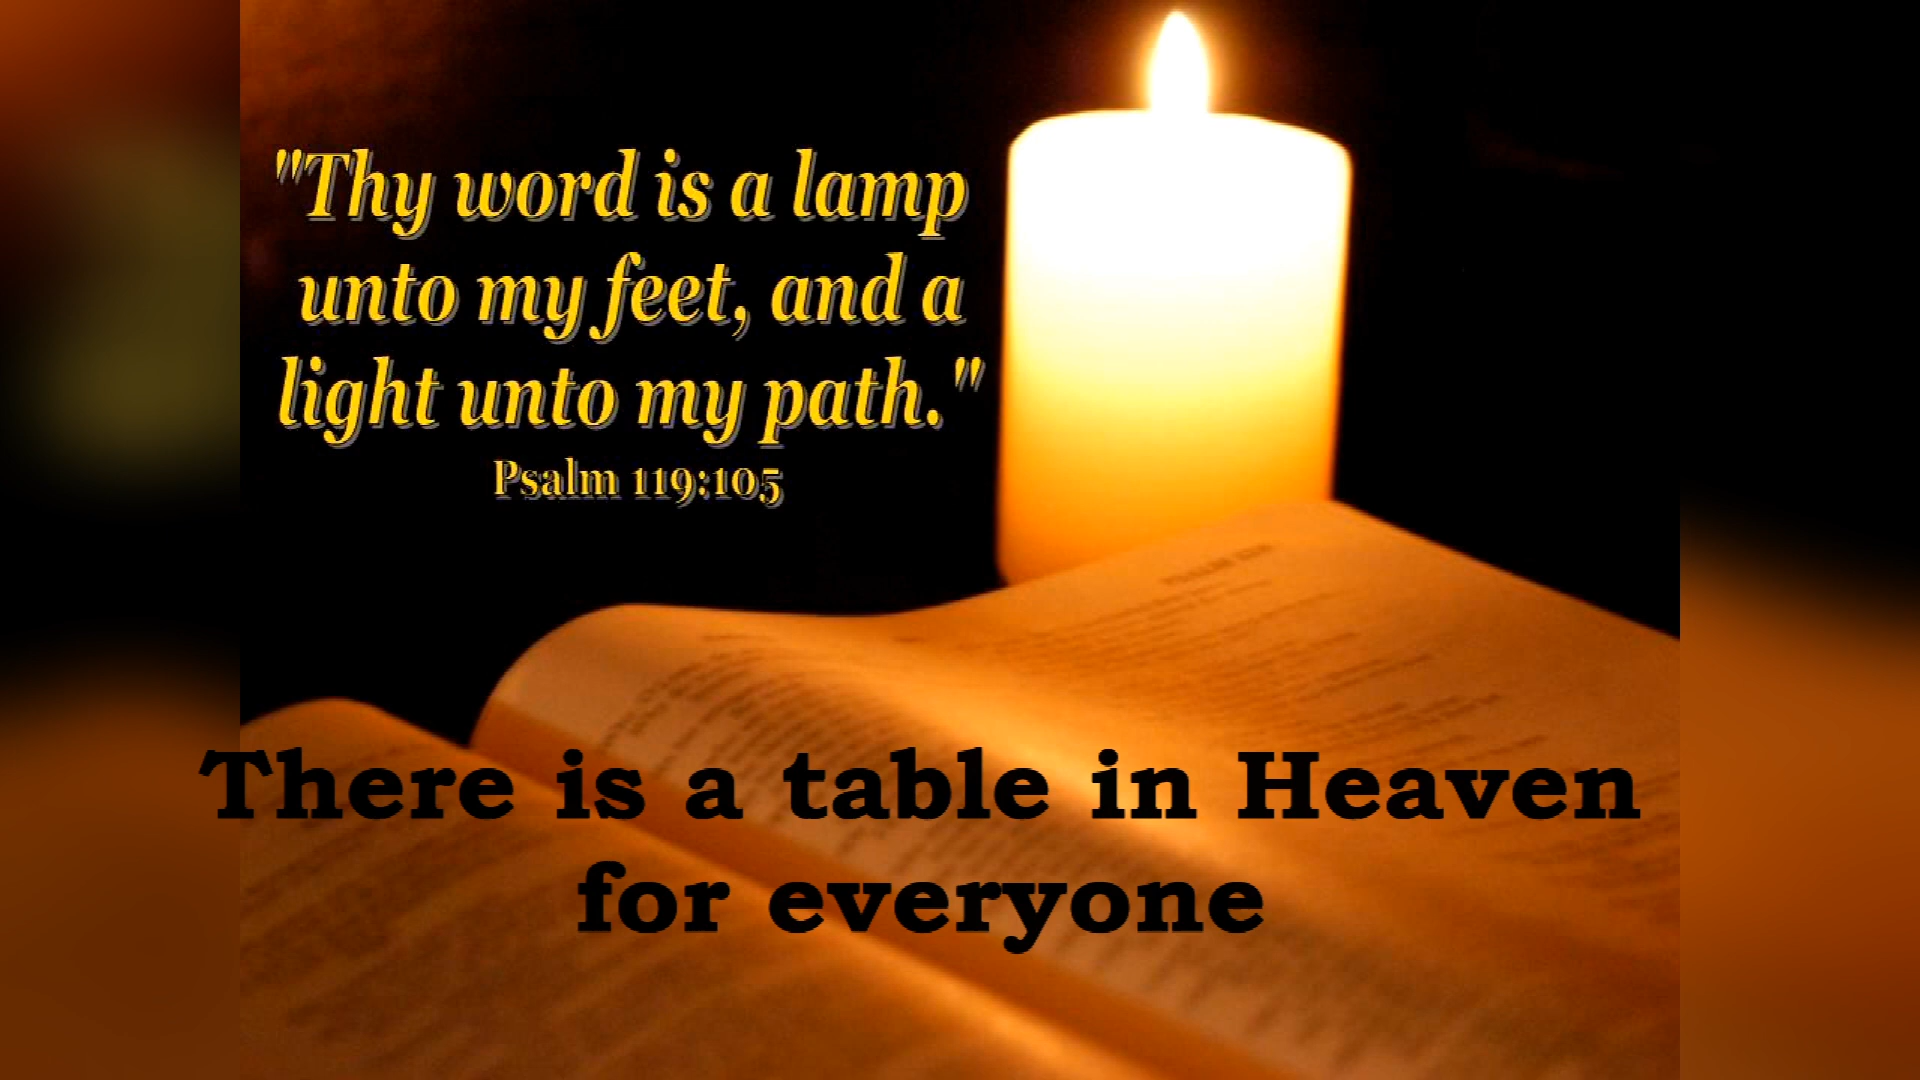 "Thy word is a lamp
unto my feet, and a
light unto my path."
Psalm 119:105
There is a table in Heaven
for everyone